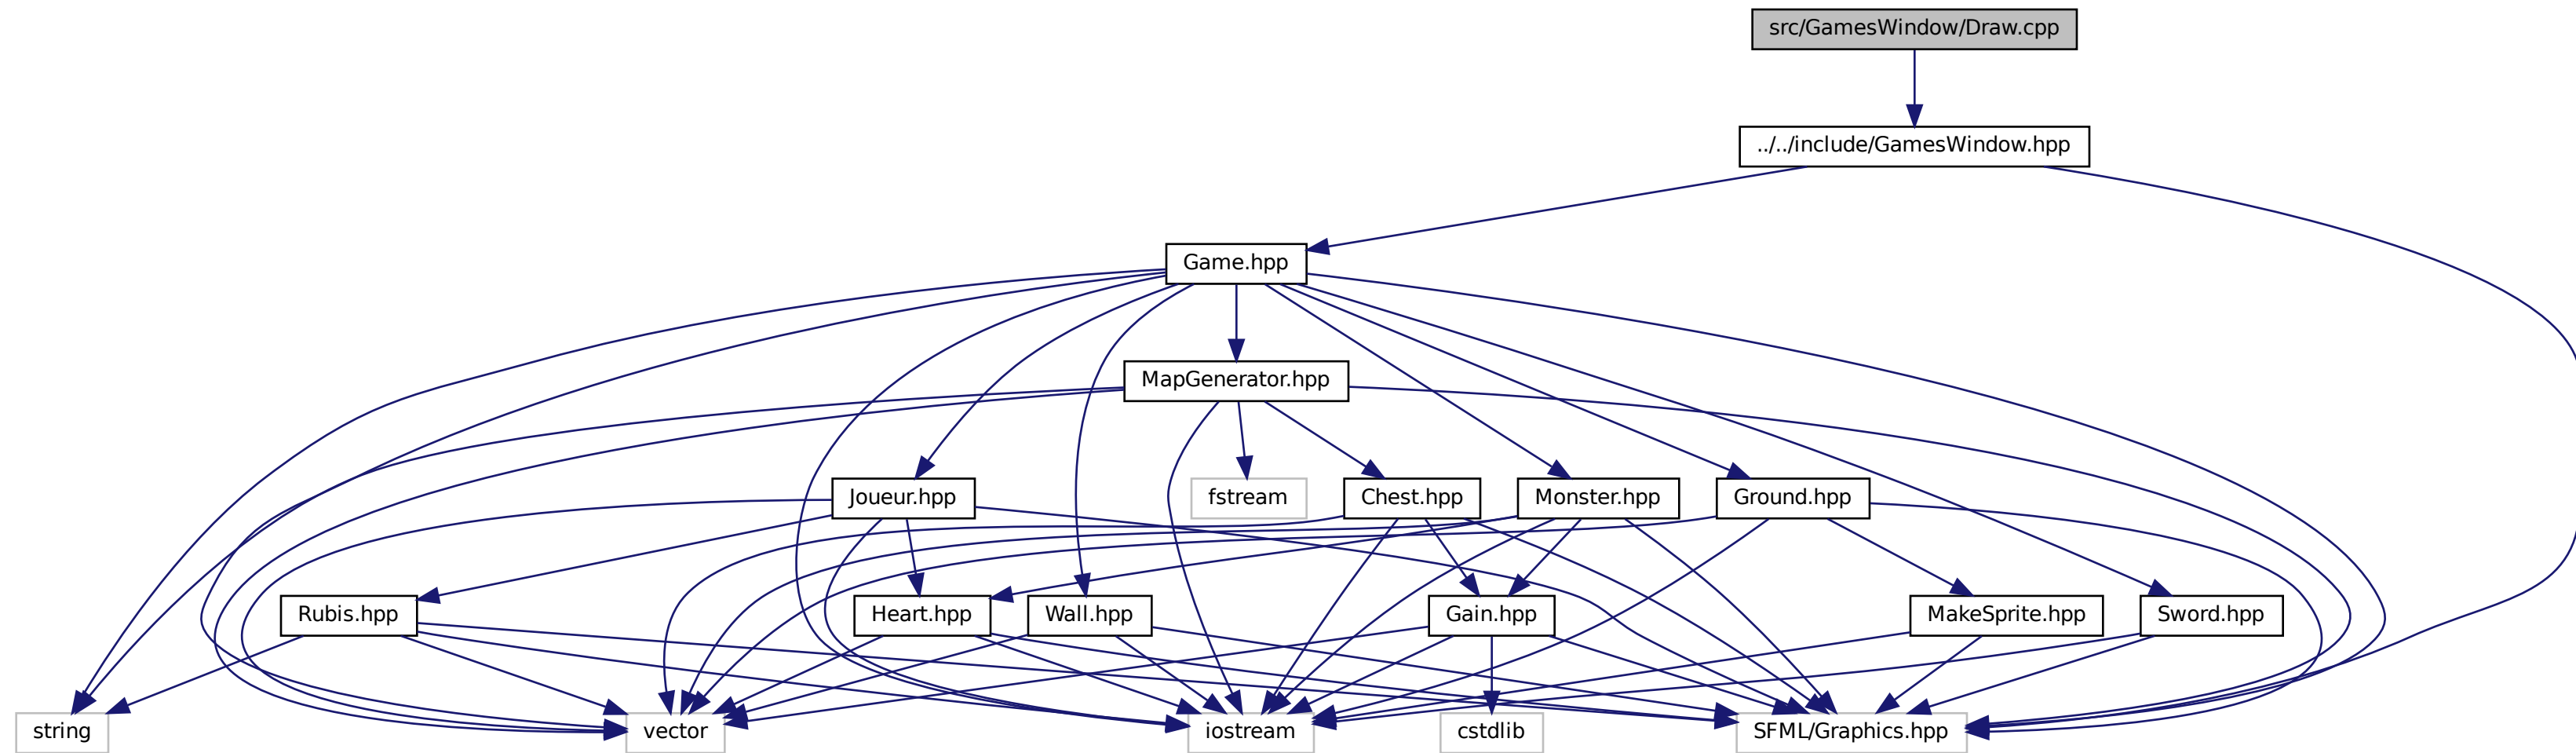 src/GamesWindow/Draw.cpp
../../include/GamesWindow.hpp
Game.hpp
MapGenerator.hpp
Joueur.hpp
fstream
Chest.hpp
Monster.hpp
Ground.hpp
Rubis.hpp
Heart.hpp
Wall.hpp
Gain.hpp
MakeSprite.hpp
Sword.hpp
string
vector
iostream
cstdlib
SFML/Graphics.hpp